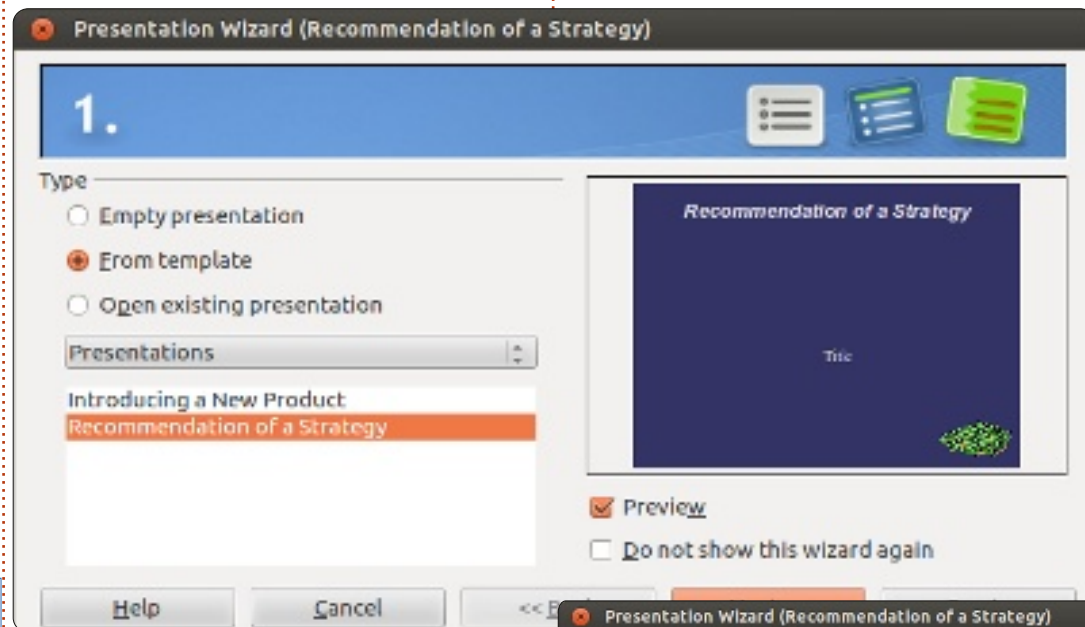 Presentation Wizard (Recommendation of a Strategy)
1.
Type
Empty presentation
From template
Open existing presentation
Presentations
Introducing a New Product
Recommendation of a Strategy
Recommendation of a Strategy
Title
Preview
Do not show this wizard again
Help
Cancel
<<
Presentation Wizard (Recommendation of a Strategy)